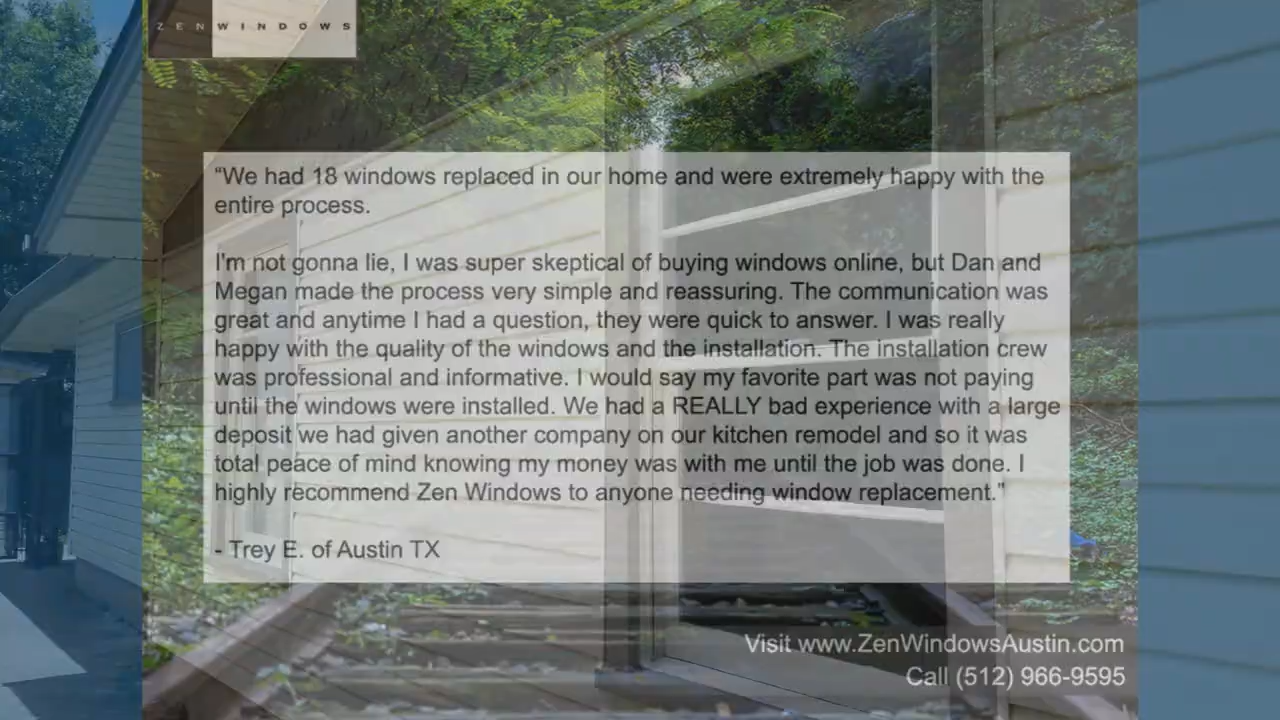 ZENWINDOWS
“We had 18 windows replaced in our home and were extremely happy with the
entire process.
I'm not gonna lie, I was super skeptical of buying windows online, but Dan and
Megan made the process very simple and reassuring. The communication was
great and anytime I had a question, they were quick to answer. I was really
happy with the quality of the windows and the installation. The installation crew
was professional and informative. I would say my favorite part was not paying
until the windows were installed. We had a REALLY bad experience with a large
deposit we had given another company on our kitchen remodel and so it was
total peace of mind knowing my money was with me until the job was done. I
highly recommend Zen Windows to anyone needing window replacement.”
- Trey E. of Austin TX
Visit www.ZenWindowsAustin.com
Call (512) 966-9595